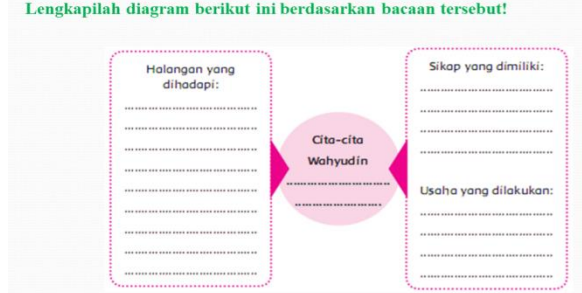 Lengkapilah diagram berikut ini berdasarkan bacaan tersebut!
Halangan yang
dihadapi:
Cita-cita
Wahyudin
Sikap yang dimiliki:
Usaha yang dilakukan: